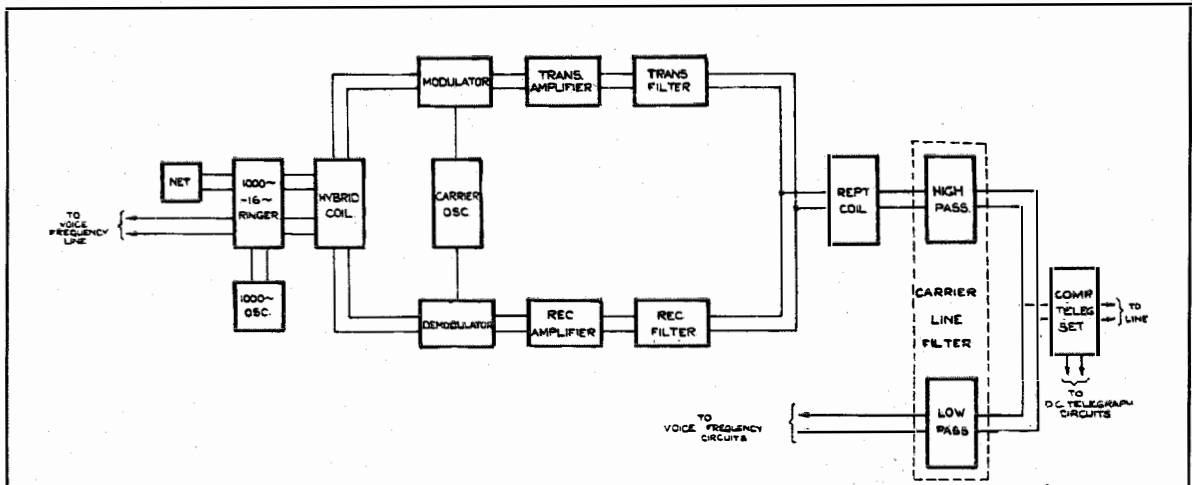 MODULATOR
TRANS.
AMPLIFIER
TRANS
FILTER
NET
1000~
-16~
RINGER
HYBRID
COIL.
CARRIER
OSC.
REPT
COIL
HIGH
PASS.
TO
VOICE
FREQUENCY
LINE
1000~
OSC.
DEMODULATOR
REC
AMPLIFIER
REC
FILTER
CARRIER
LINE
FILTER
COMP.
TELEG
SET
TO
LINE
TO
D.C. TELEGRAPH
CIRCUITS
TO
VOICE FREQUENCY
CIRCUITS
LOW
PASS